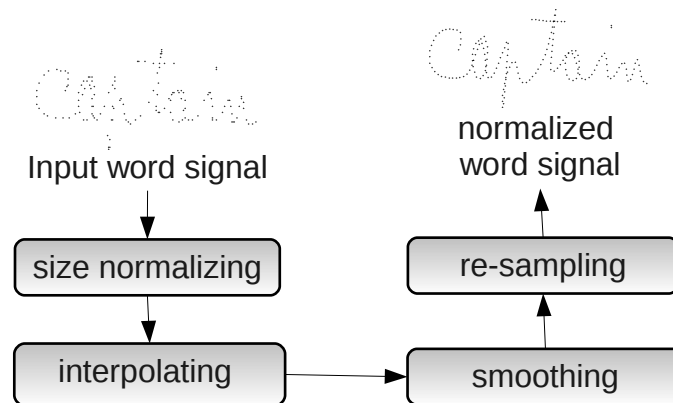 Captain
Input word signal
size normalizing
interpolating
smoothing
re-sampling
normalized
word signal
Captain